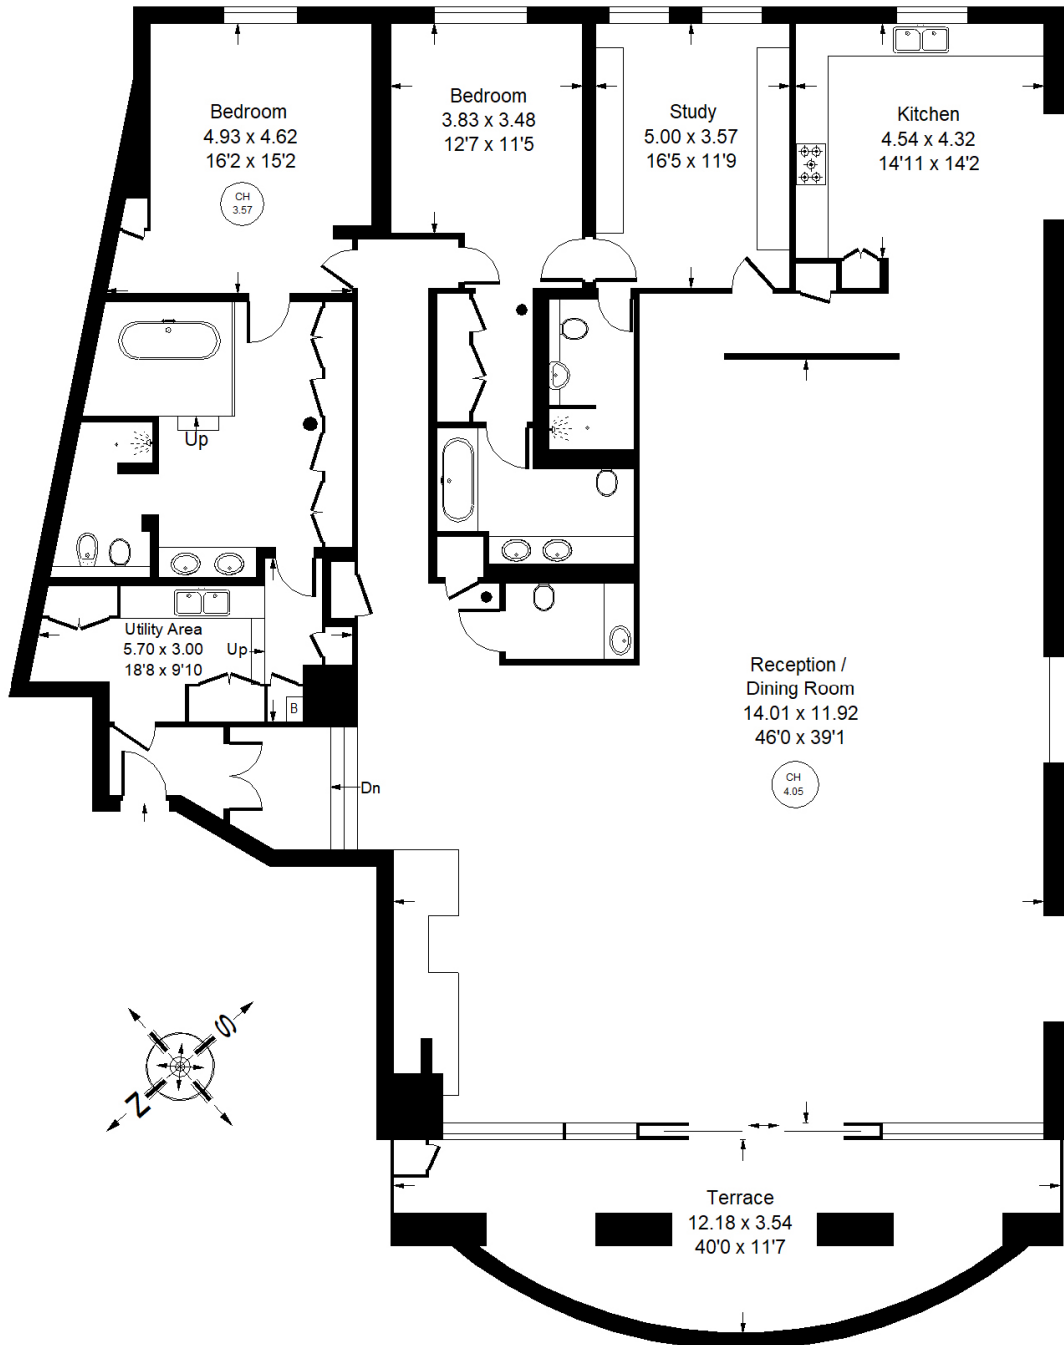 Bedroom
4.93 x 4.62
16'2 x 15'2
CH
3.57
Bedroom
3.83 x 3.48
12'7 x 11'5
Study
5.00 x 3.57
16'5 x 11'9
Kitchen
4.54 x 4.32
14'11 x 14'2
Up
Utility Area
5.70 x 3.00
18'8 x 9'10
Up
B
Dn
Reception /
Dining Room
14.01 x 11.92
46'0 x 39'1
CH
4.05
S
N
Terrace
12.18 x 3.54
40'0 x 11'7